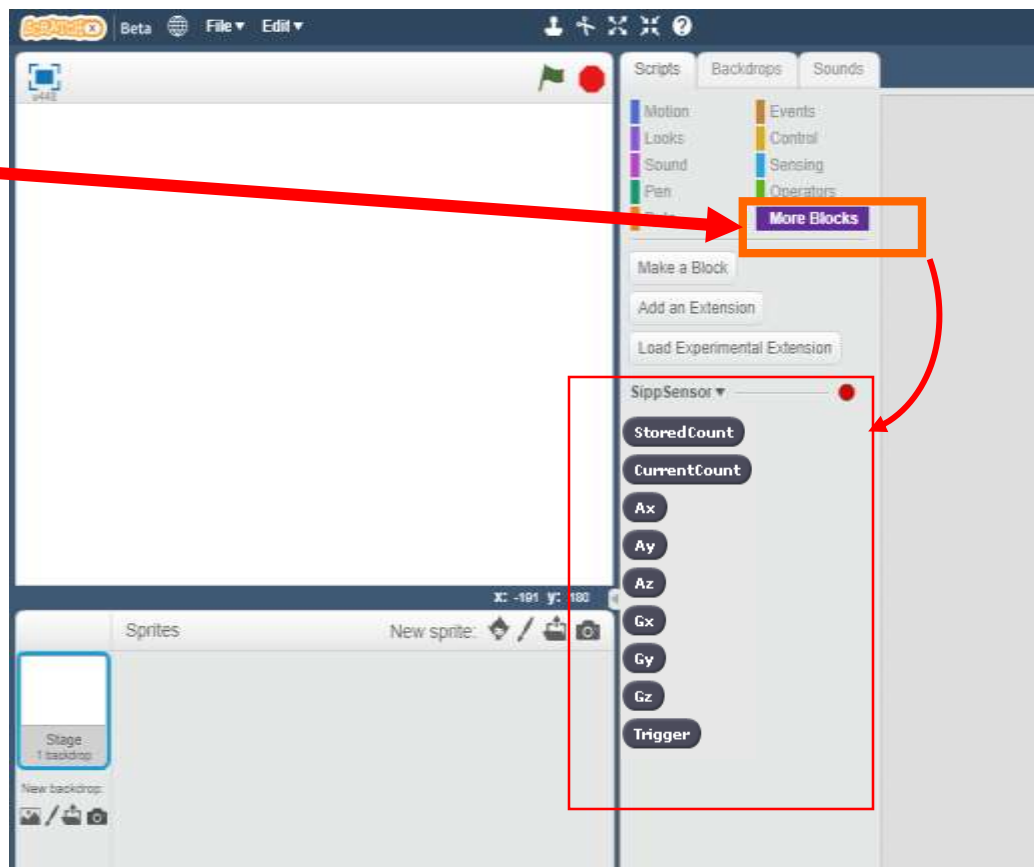 SCRATCHX Beta File▼ Edit▼
v442
Scripts Backdrops Sounds
Motion Events
Looks Control
Sound Sensing
Pen Operators
More Blocks
Make a Block
Add an Extension
Load Experimental Extension
SippSensor▼
StoredCount
CurrentCount
Ax
Ay
Az
Gx
Gy
Gz
Trigger
x: -191 y: 180
Sprites New sprite:
Stage
1 backdrop
New backdrop: